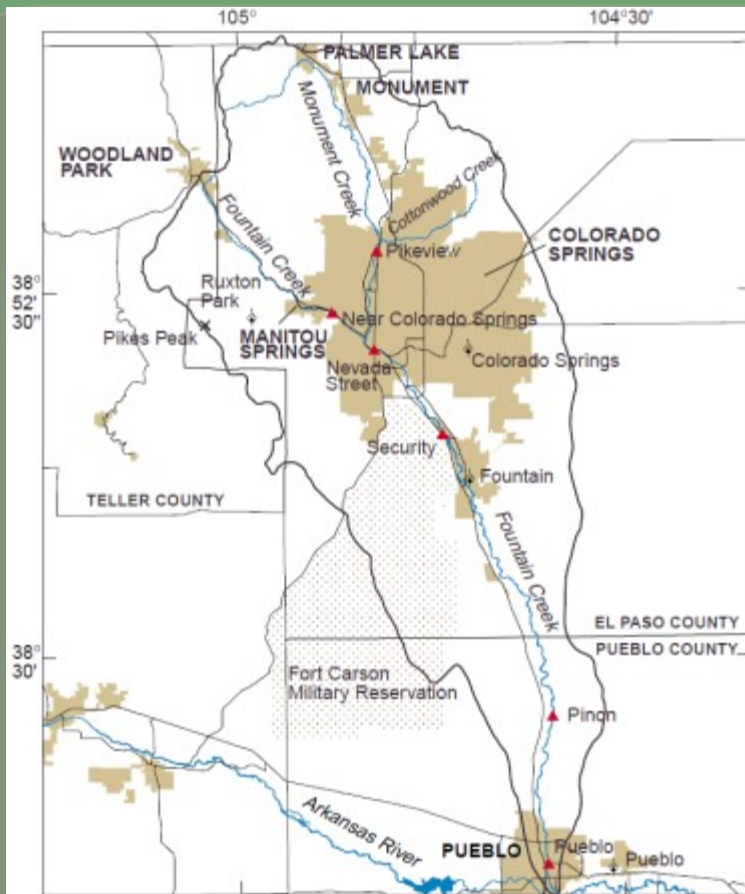 105°
104°30'
PALMER LAKE
MONUMENT
Monument Creek
WOODLAND
PARK
Cottonwood Creek
Fountain Creek
COLORADO
SPRINGS
Pikeview
38°
52'
30"
Ruxton
Park
Near Colorado Springs
Pikes Peak
MANITOU
SPRINGS
Nevada
Street
Colorado Springs
Security
Fountain
TELLER COUNTY
Fountain Creek
EL PASO COUNTY
PUEBLO COUNTY
38°
30'
Fort Carson
Military Reservation
Pinon
Arkansas River
PUEBLO
Pueblo
Pueblo